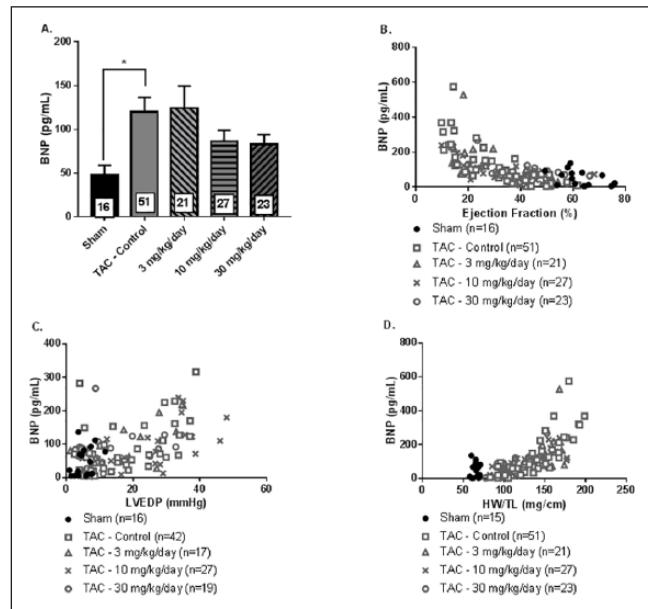 A.
200
150
100
50
0
BNP (pg/mL)
*
16
51
21
27
23
Sham
TAC - Control
3 mg/kg/day
10 mg/kg/day
30 mg/kg/day
B.
800
600
400
200
0
BNP (pg/mL)
0 20 40 60 80
Ejection Fraction (%)
Sham (n=16)
TAC - Control (n=51)
TAC - 3 mg/kg/day (n=21)
TAC - 10 mg/kg/day (n=27)
TAC - 30 mg/kg/day (n=23)
C.
400
300
200
100
0
BNP (pg/mL)
0 20 40 60
LVEDP (mmHg)
Sham (n=16)
TAC - Control (n=42)
TAC - 3 mg/kg/day (n=17)
TAC - 10 mg/kg/day (n=27)
TAC - 30 mg/kg/day (n=19)
D.
800
600
400
200
0
BNP (pg/mL)
0 50 100 150 200 250
HW/TL (mg/cm)
Sham (n=15)
TAC - Control (n=51)
TAC - 3 mg/kg/day (n=21)
TAC - 10 mg/kg/day (n=27)
TAC - 30 mg/kg/day (n=23)